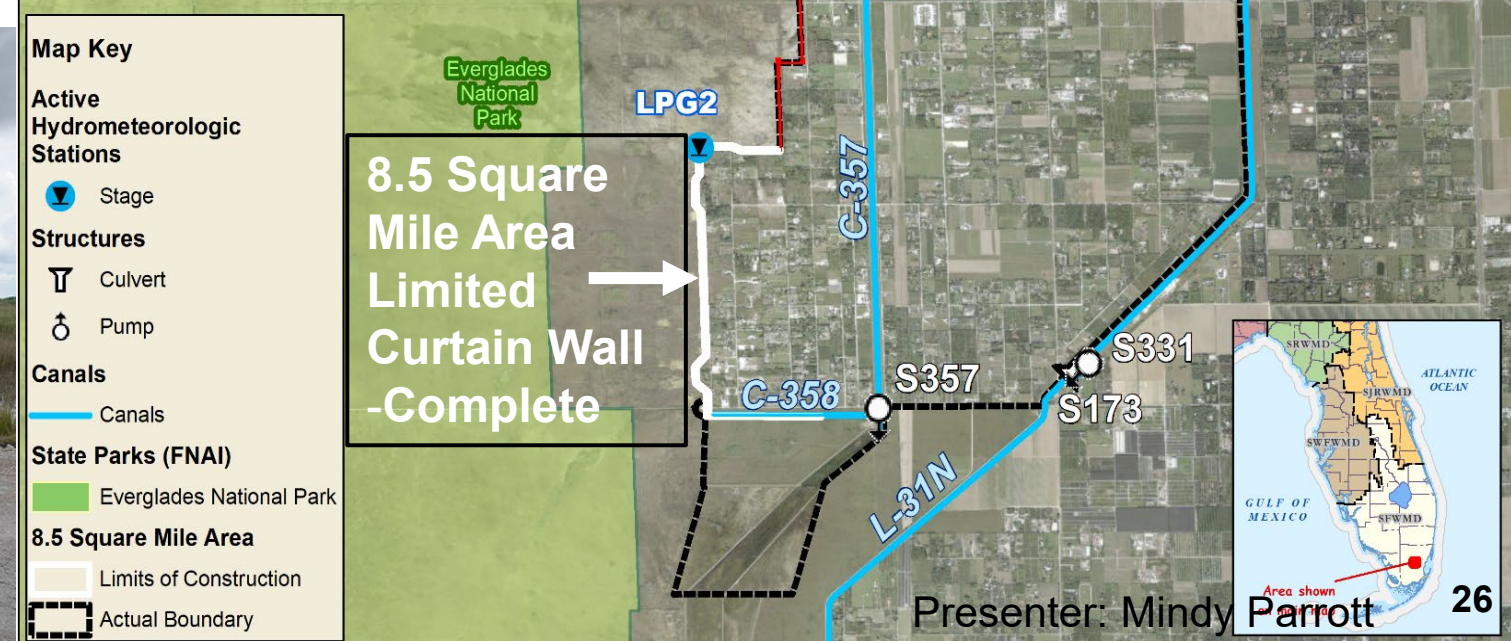 Map Key
Active
Hydrometeorologic
Stations
Stage
Structures
Culvert
Pump
Canals
Canals
State Parks (FNAI)
Everglades National Park
8.5 Square Mile Area
Limits of Construction
Actual Boundary
Everglades
National
Park
LPG2
8.5 Square
Mile Area
Limited
Curtain Wall
-Complete
C-357
C-358
S357
S331
S173
L-31N
SRWMD
SJRWMD
SWFWMD
SFWMD
ATLANTIC
OCEAN
GULF OF
MEXICO
Area shown
Presenter: Mindy Parrott
26